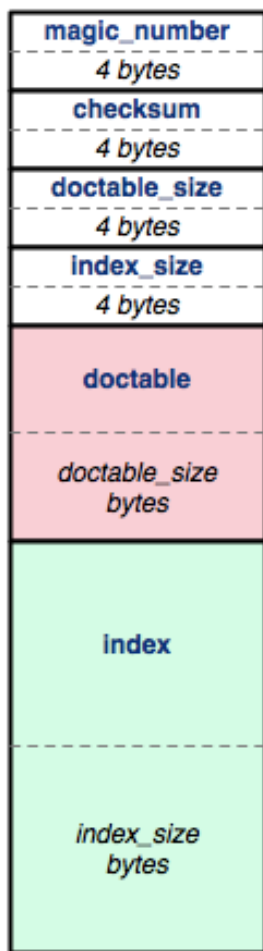 magic_number
4 bytes
checksum
4 bytes
doctable_size
4 bytes
index_size
4 bytes
doctable
doctable_size
bytes
index
index_size
bytes